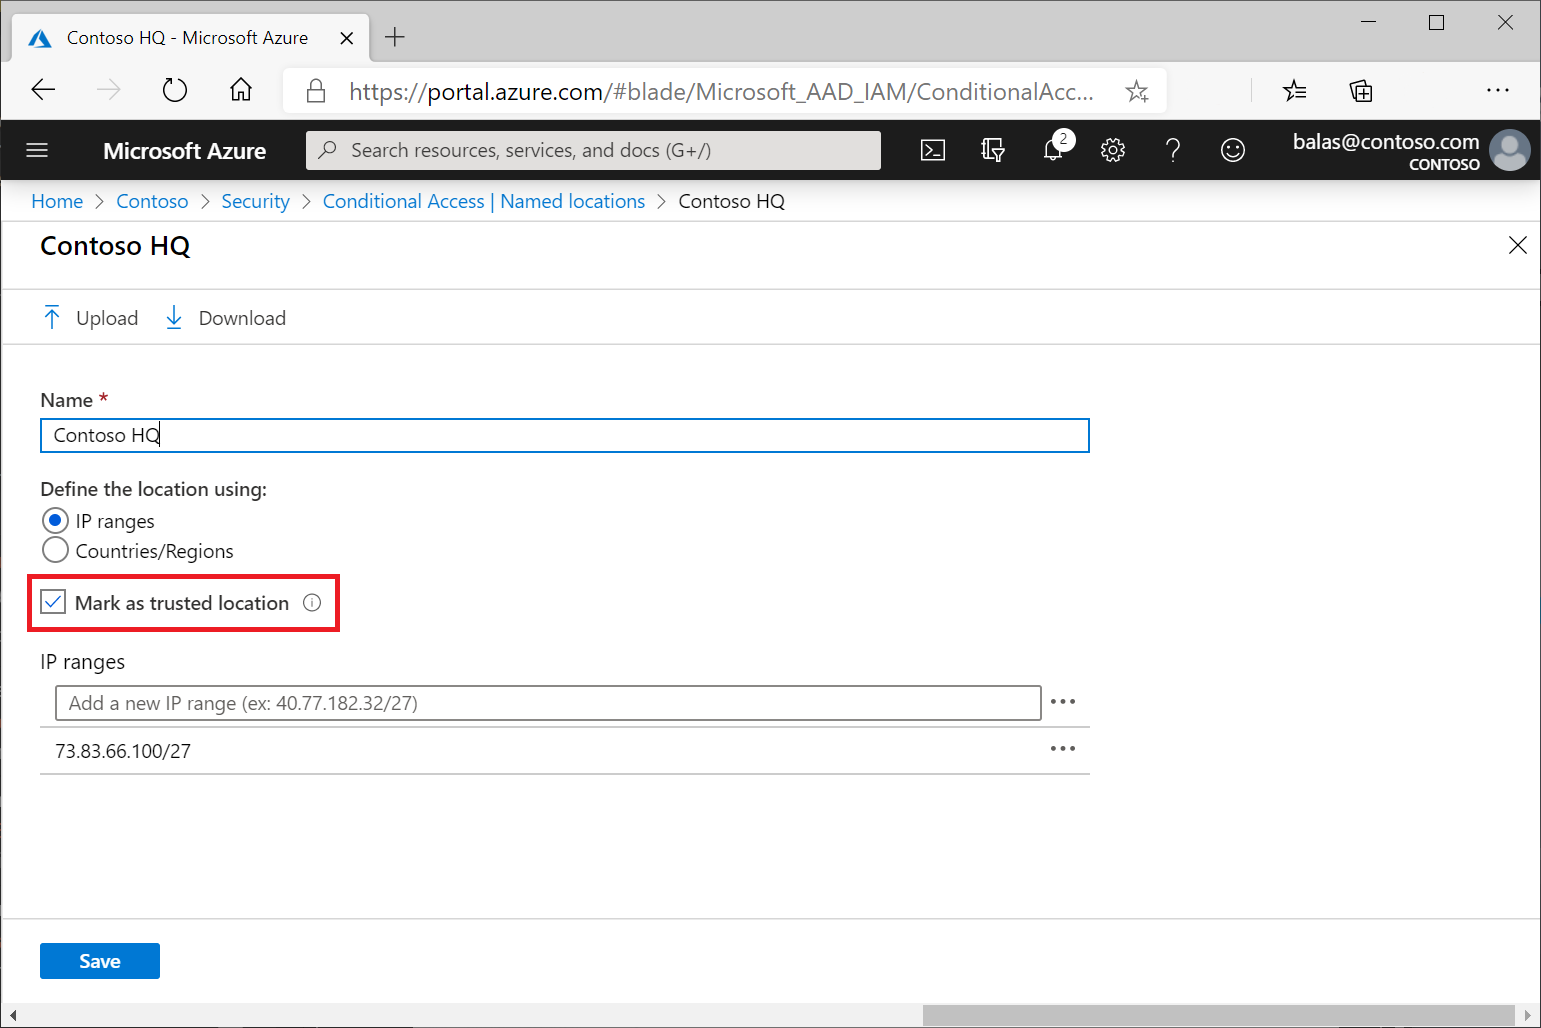 Contoso HQ - Microsoft Azure
https://portal.azure.com/#blade/Microsoft_AAD_IAM/ConditionalAcc...
Microsoft Azure
Search resources, services, and docs (G+/)
2
balas@contoso.com
CONTOSO
Home > Contoso > Security > Conditional Access | Named locations > Contoso HQ
Contoso HQ
Upload
Download
Name *
Contoso HQ
Define the location using:
IP ranges
Countries/Regions
Mark as trusted location
IP ranges
Add a new IP range (ex: 40.77.182.32/27)
73.83.66.100/27
Save